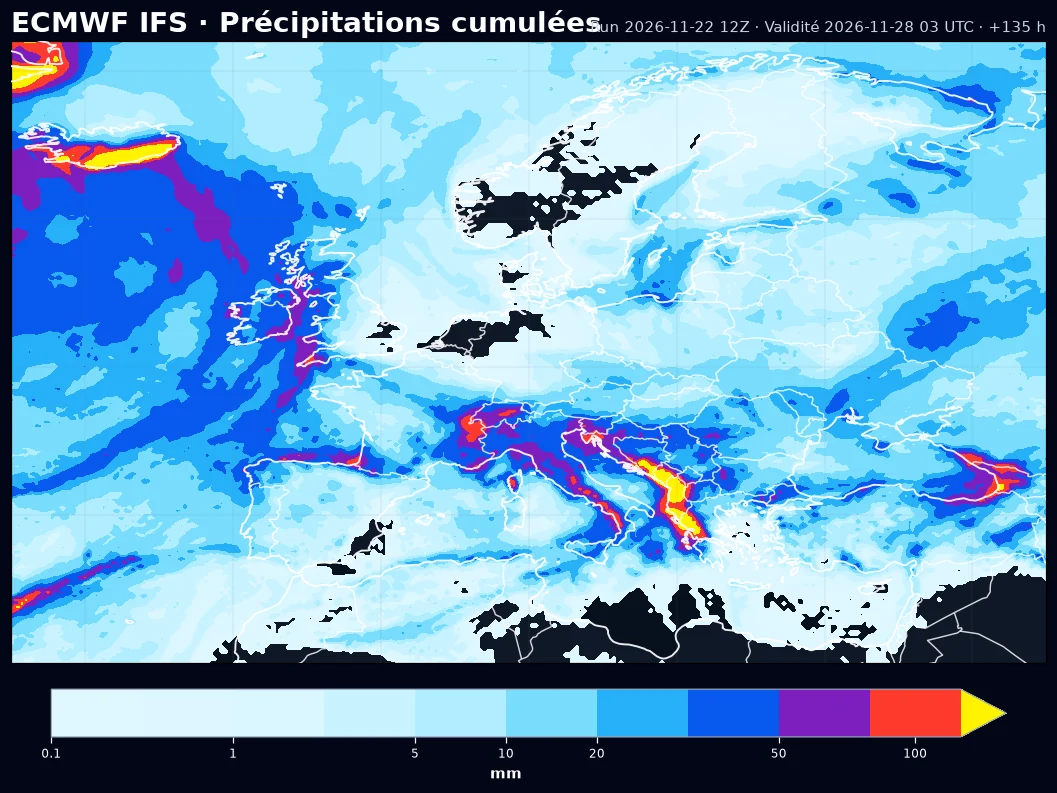 ECMWF IFS · Précipitations cumulées
Run 2026-11-22 12Z · Validité 2026-11-28 03 UTC · +135 h
0.1 1 5 10 20 50 100
mm